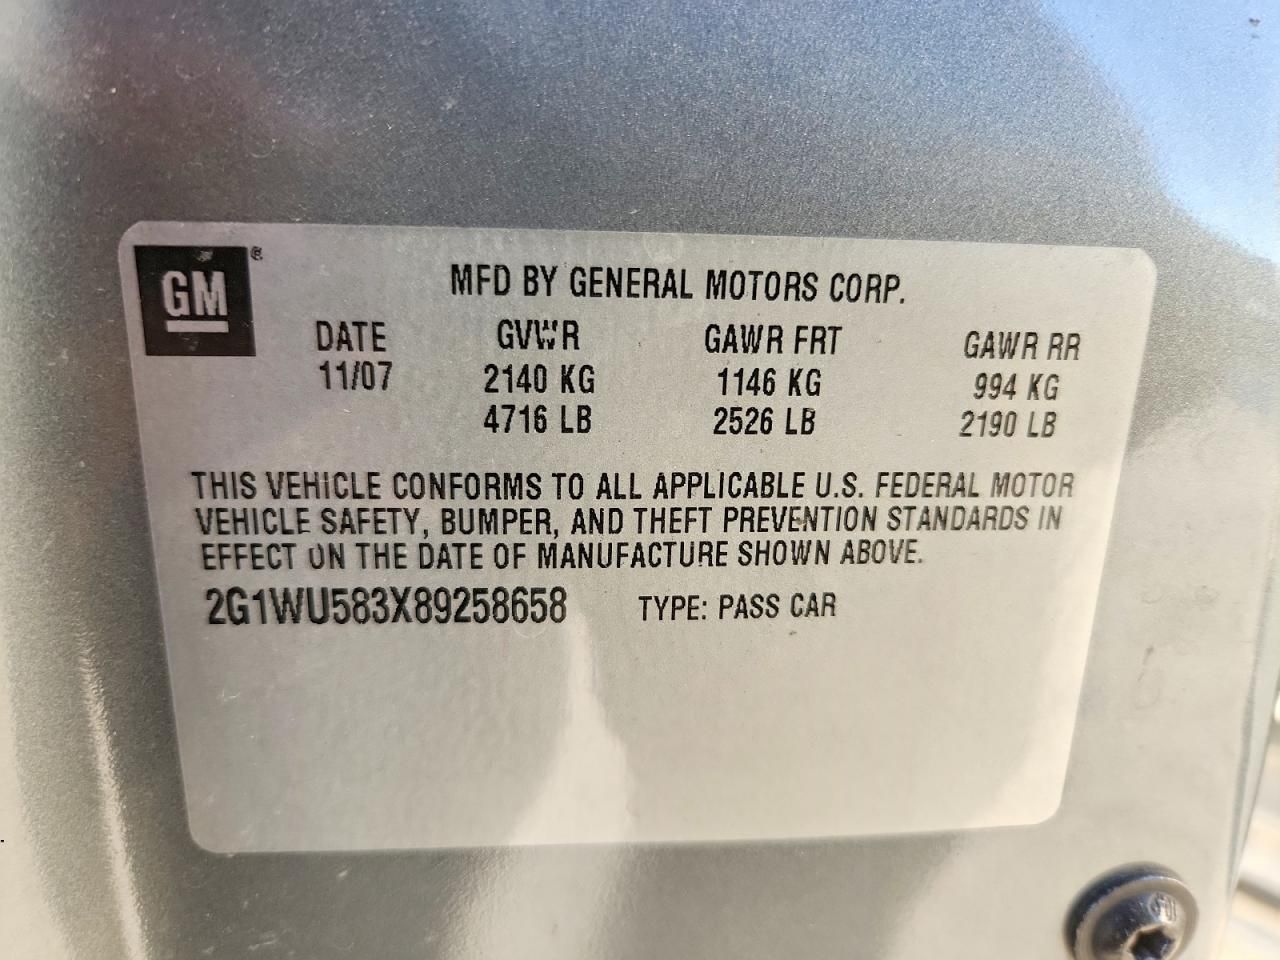 GM
MFD BY GENERAL MOTORS CORP.
DATE GVWR GAWR FRT GAWR RR
11/07 2140 KG 1146 KG 994 KG
4716 LB 2526 LB 2190 LB
THIS VEHICLE CONFORMS TO ALL APPLICABLE U.S. FEDERAL MOTOR
VEHICLE SAFETY, BUMPER, AND THEFT PREVENTION STANDARDS IN
EFFECT ON THE DATE OF MANUFACTURE SHOWN ABOVE.
2G1WU583X89258658 TYPE: PASS CAR